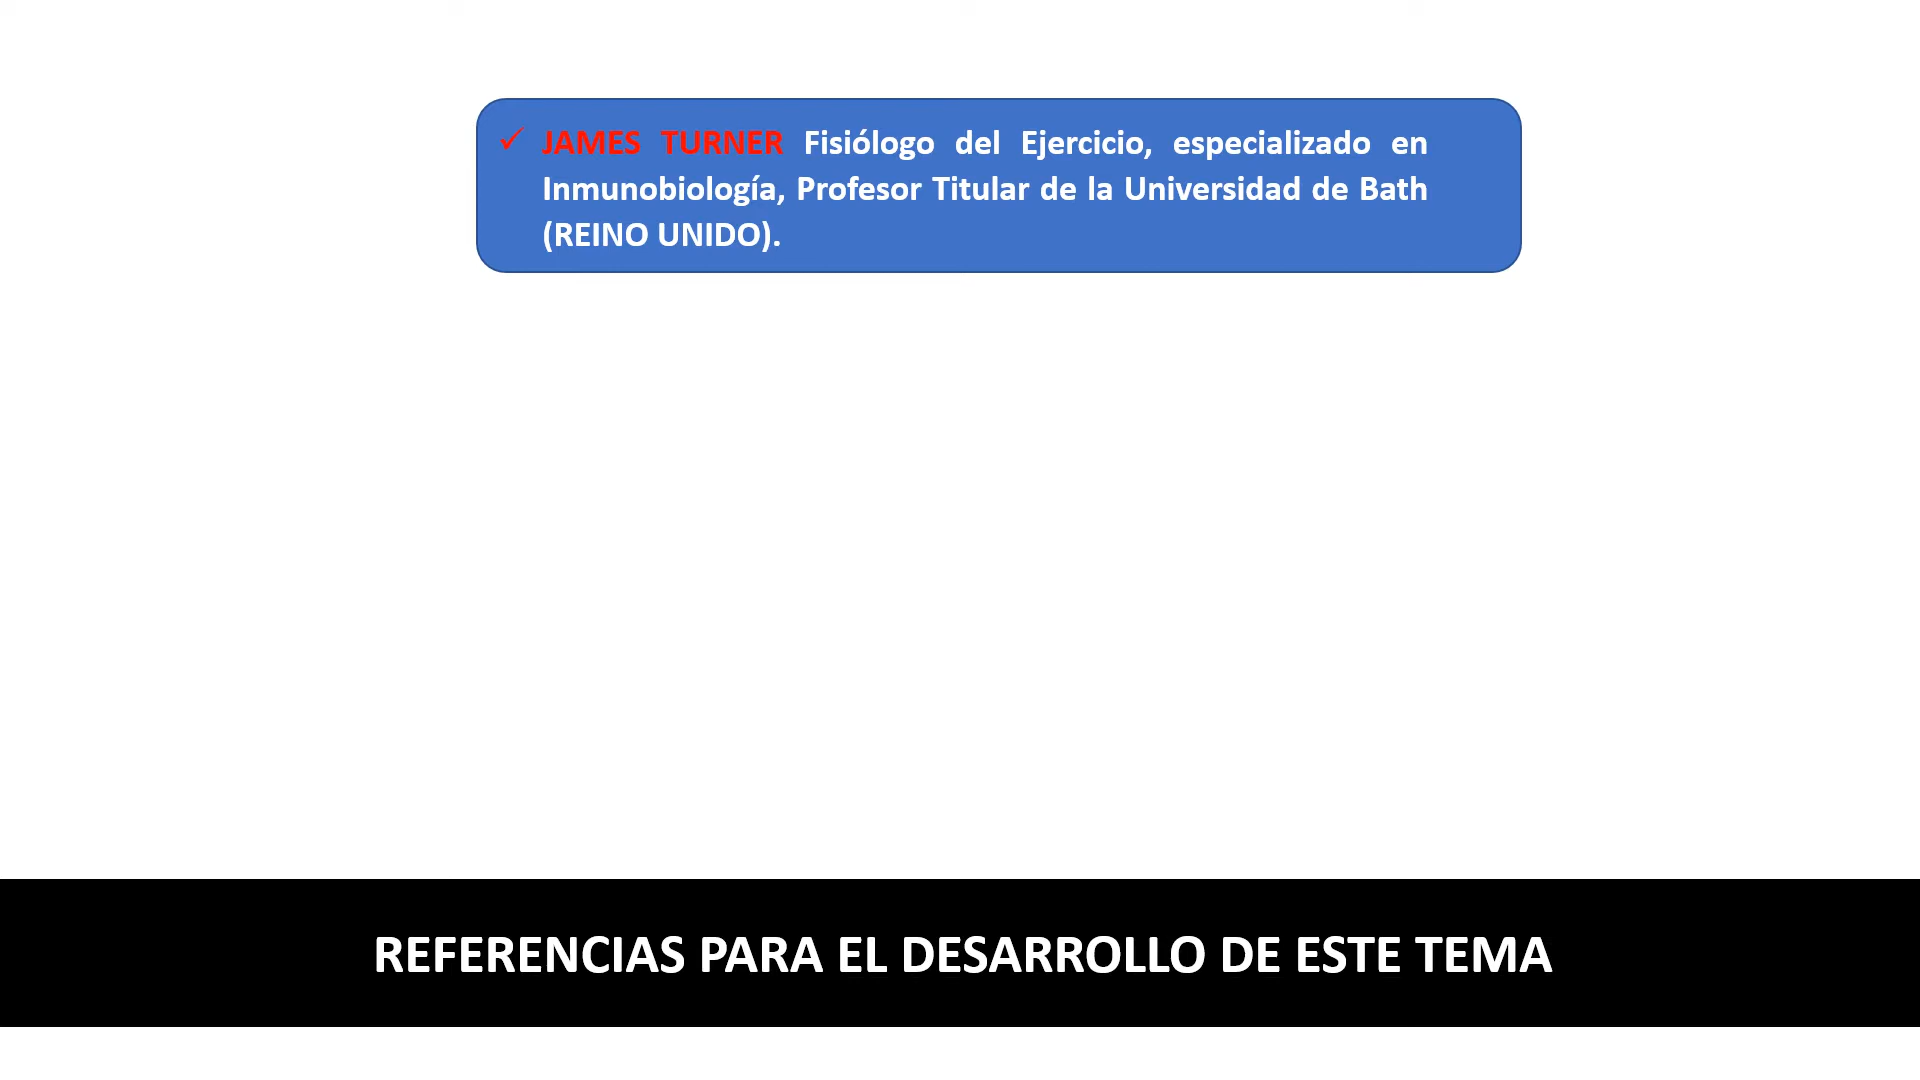 ✓ JAMES TURNER Fisiólogo del Ejercicio, especializado en
Inmunobiología, Profesor Titular de la Universidad de Bath
(REINO UNIDO).
REFERENCIAS PARA EL DESARROLLO DE ESTE TEMA